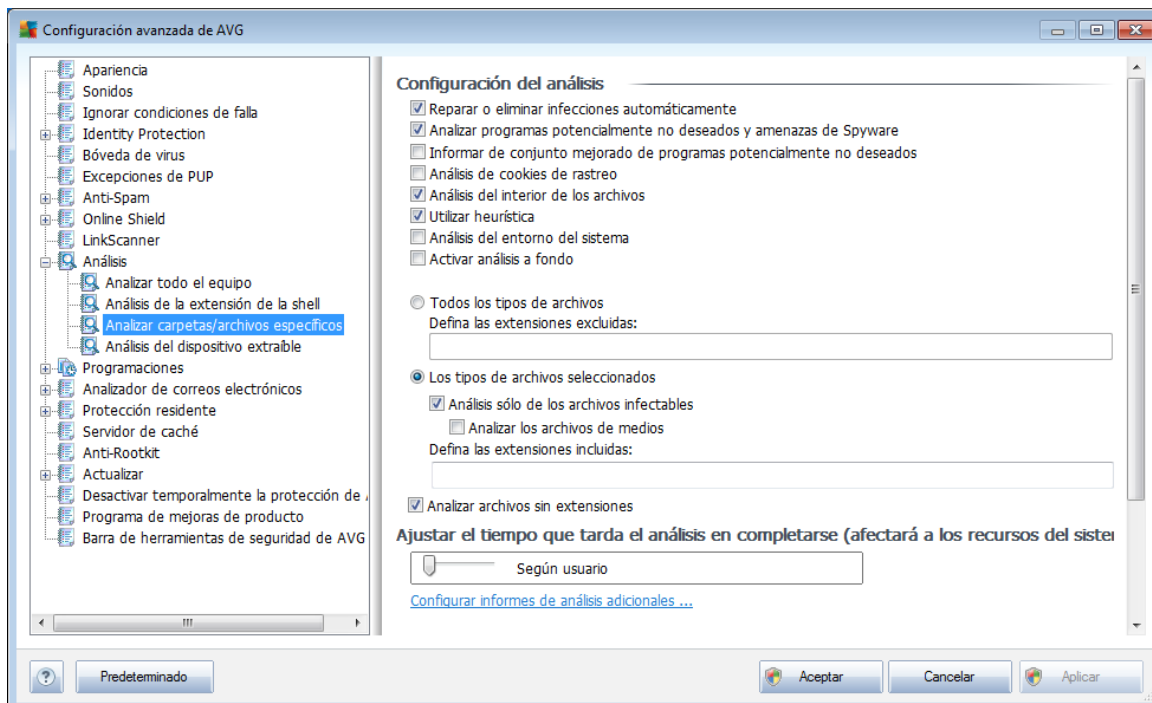 Configuración avanzada de AVG
Apariencia
Sonidos
Ignorar condiciones de falla
Identity Protection
Bóveda de virus
Excepciones de PUP
Anti-Spam
Online Shield
LinkScanner
Análisis
Analizar todo el equipo
Análisis de la extensión de la shell
Analizar carpetas/archivos específicos
Análisis del dispositivo extraíble
Programaciones
Analizador de correos electrónicos
Protección residente
Servidor de caché
Anti-Rootkit
Actualizar
Desactivar temporalmente la protección de
Programa de mejoras de producto
Barra de herramientas de seguridad de AVG
Configuración del análisis
Reparar o eliminar infecciones automáticamente
Analizar programas potencialmente no deseados y amenazas de Spyware
Informar de conjunto mejorado de programas potencialmente no deseados
Análisis de cookies de rastreo
Análisis del interior de los archivos
Utilizar heurística
Análisis del entorno del sistema
Activar análisis a fondo
Todos los tipos de archivos
Defina las extensiones excluidas:
Los tipos de archivos seleccionados
Análisis sólo de los archivos infectables
Analizar los archivos de medios
Defina las extensiones incluidas:
Analizar archivos sin extensiones
Ajustar el tiempo que tarda el análisis en completarse (afectará a los recursos del
Según usuario
Configurar informes de análisis adicionales ...
? Predeterminado Aceptar Cancelar Aplicar